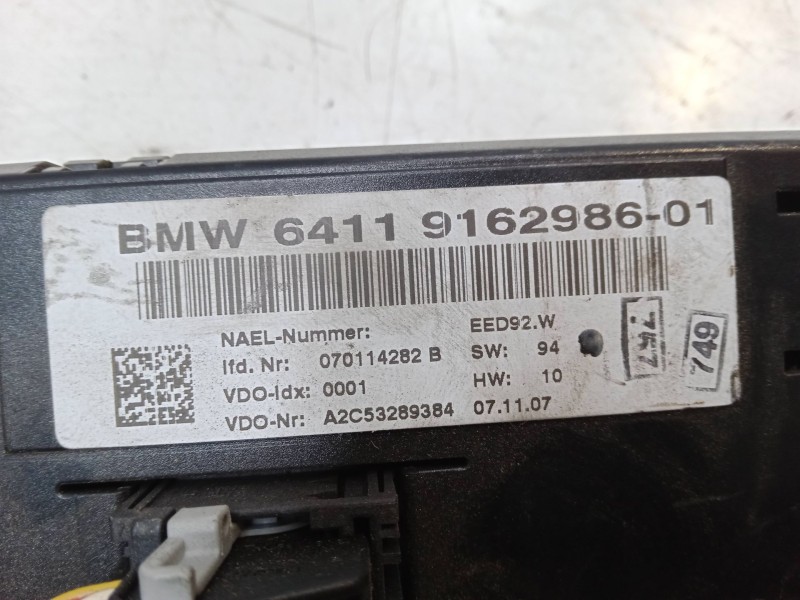 BMW 6411 9162986-01
NAEL-Nummer: EED92.W
lfd. Nr: 070114282 B SW: 94
VDO-Idx: 0001 HW: 10
VDO-Nr: A2C53289384 07.11.07
749